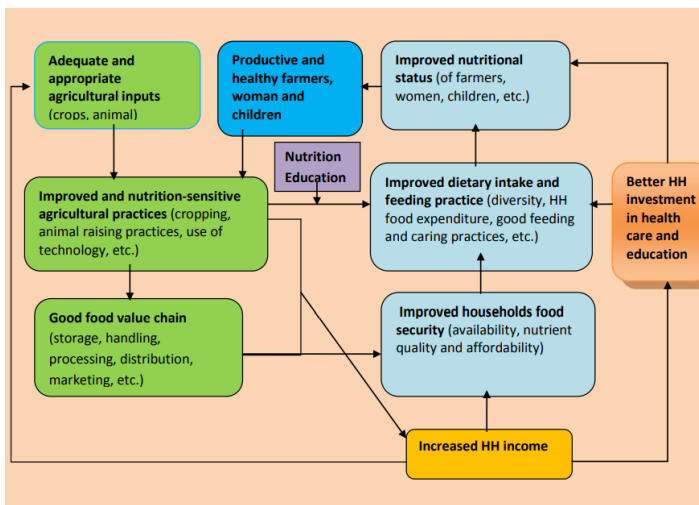 Adequate and
appropriate
agricultural inputs
(crops, animal)
Productive and
healthy farmers,
woman and
children
Improved nutritional
status (of farmers,
women, children, etc.)
Nutrition
Education
Improved and nutrition-sensitive
agricultural practices (cropping,
animal raising practices, use of
technology, etc.)
Improved dietary intake and
feeding practice (diversity, HH
food expenditure, good feeding
and caring practices, etc.)
Better HH
investment
in health
care and
education
Good food value chain
(storage, handling,
processing, distribution,
marketing, etc.)
Improved households food
security (availability, nutrient
quality and affordability)
Increased HH income